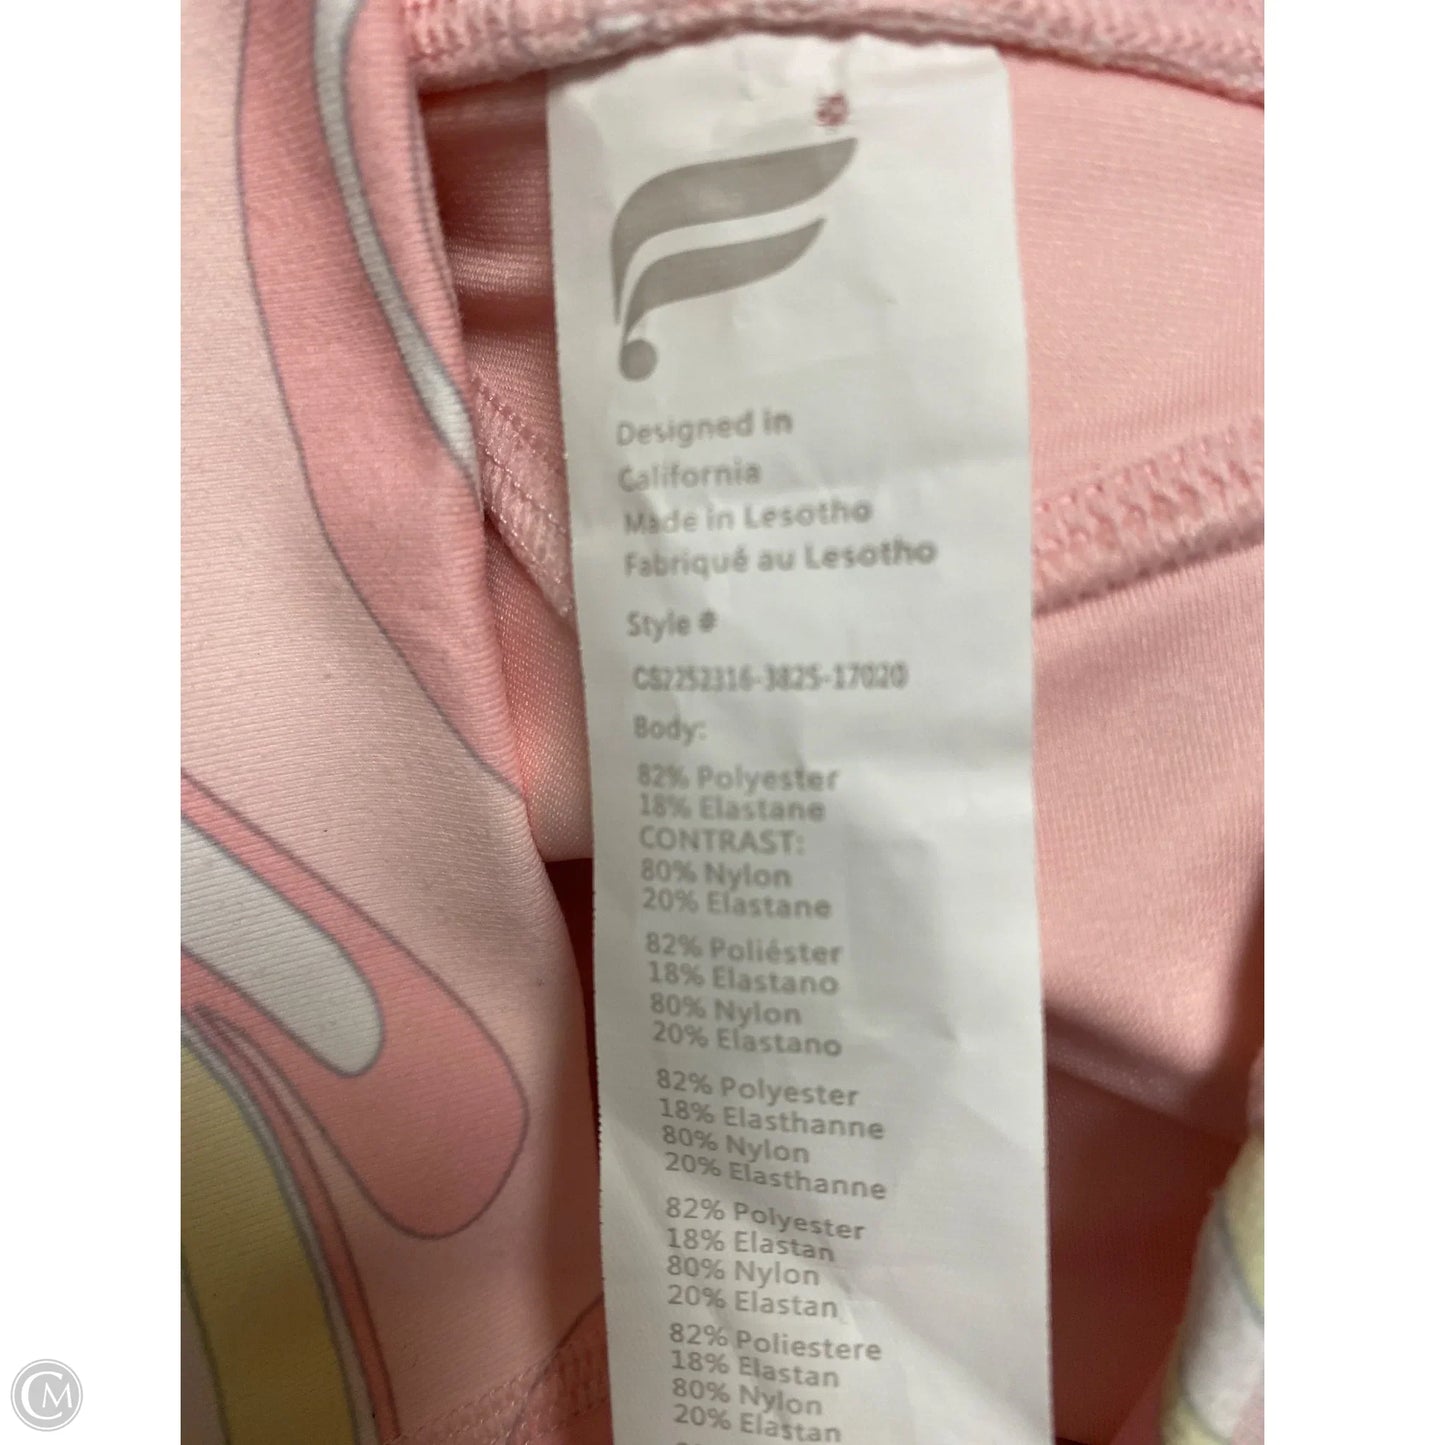 Designed in
California
Made in Lesotho
Fabriqué au Lesotho
Style #
CS2252316-3825-17020
Body:
82% Polyester
18% Elastane
CONTRAST:
80% Nylon
20% Elastane
82% Poliéster
18% Elastano
80% Nylon
20% Elastano
82% Polyester
18% Elasthanne
80% Nylon
20% Elasthanne
82% Polyester
18% Elastan
80% Nylon
20% Elastan
82% Poliestere
18% Elastan
80% Nylon
20% Elastan
CM